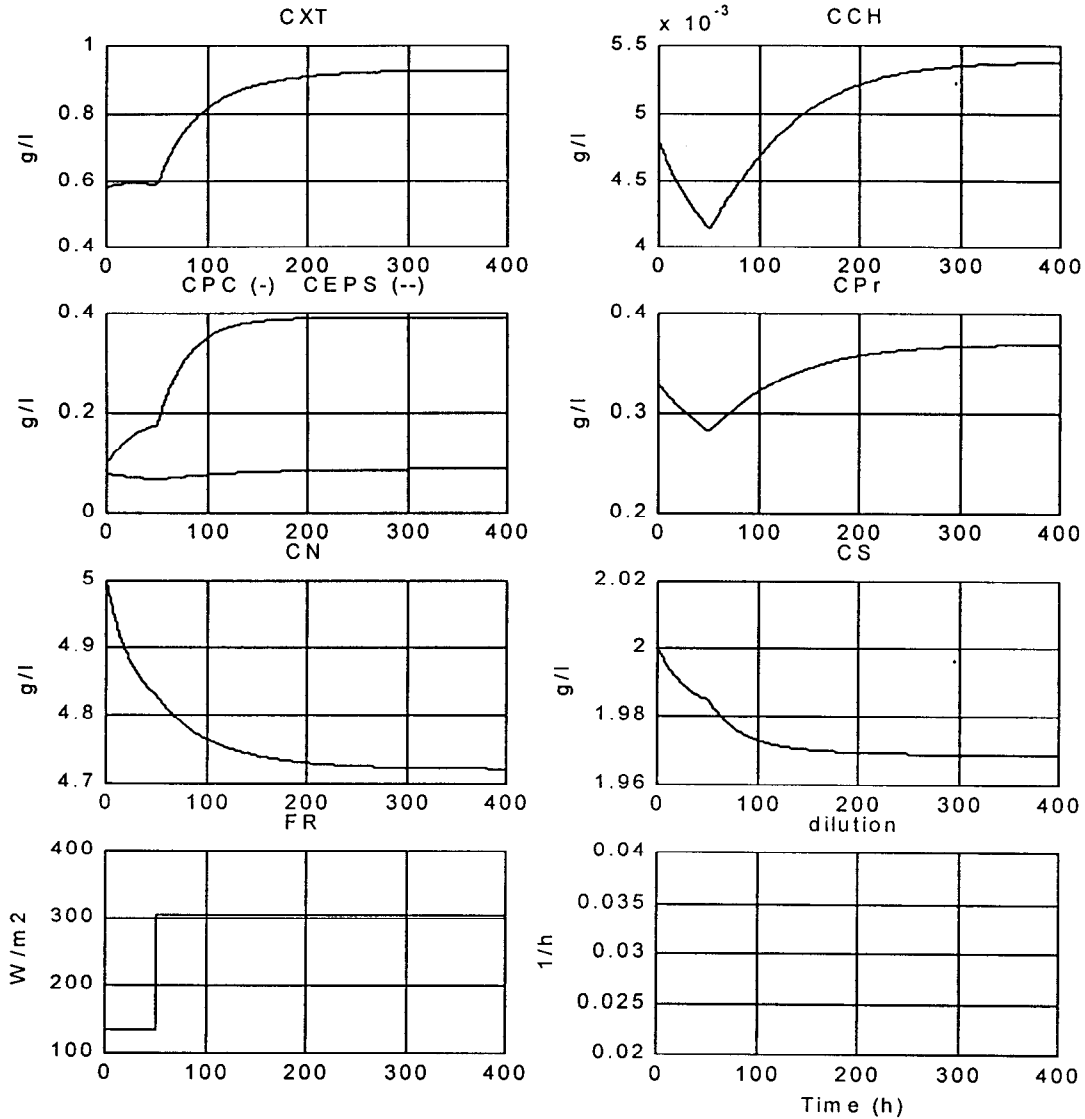 CXT
1
0.8
0.6
0.4
g/l
0 100 200 300 400
x 10-3
CCH
5.5
5
4.5
4
g/l
0 100 200 300 400
CPC (-) CEPS (--)
0.4
0.2
0
g/l
0 100 200 300 400
CPr
0.4
0.3
0.2
g/l
0 100 200 300 400
CN
5
4.9
4.8
4.7
g/l
0 100 200 300 400
CS
2.02
2
1.98
1.96
g/l
0 100 200 300 400
FR
400
300
200
100
W/m2
0 100 200 300 400
dilution
0.04
0.035
0.03
0.025
0.02
1/h
0 100 200 300 400
Time (h)